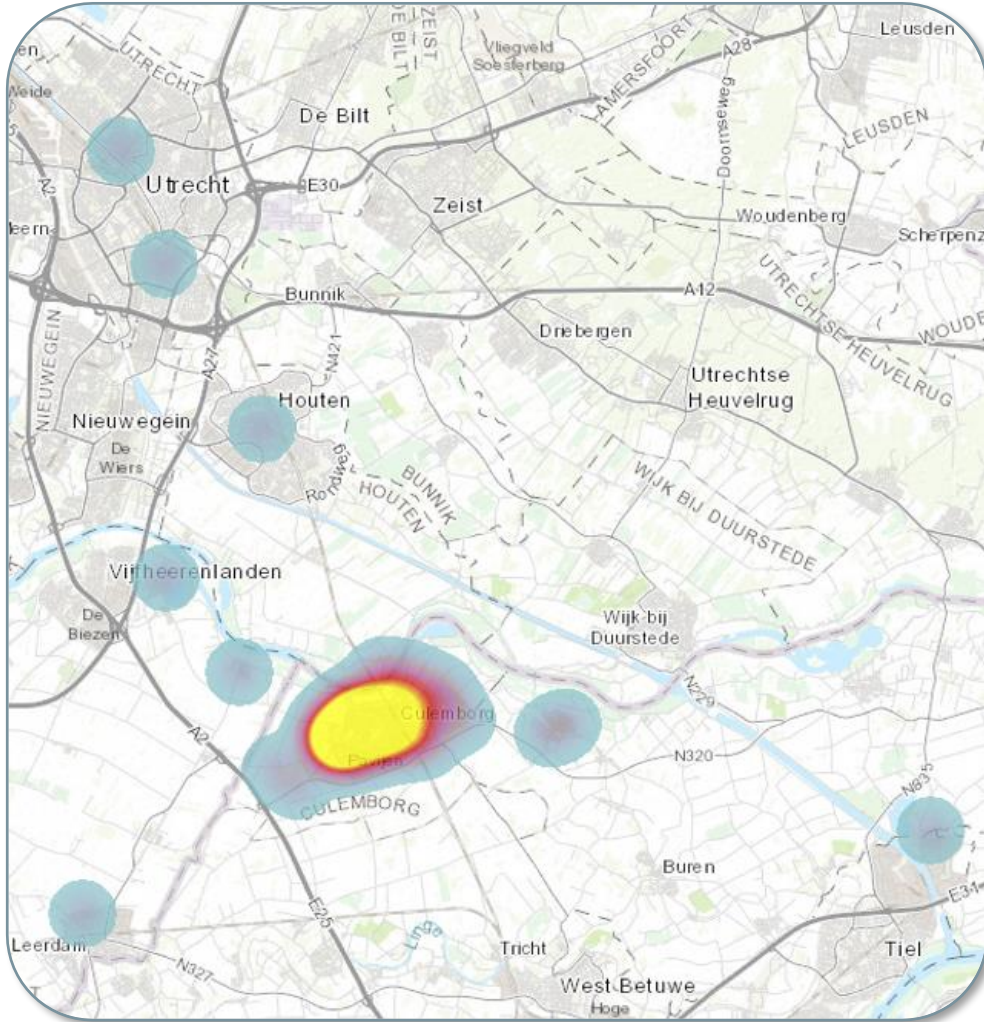 Leusden
ZEIST
DE BILT
UTRECHT
Vliegveld
Soesterberg
AMERSFOORT
A28
en
De Bilt
Doornseweg
LEUSDEN
Utrecht
E30
Zeist
Woudenberg
A2
Scherpenz
Bunnik
A12
UTRECHTSE HEUVELRUG
WOUDE
Driebergen
NIEUWEGEIN
A27
N421
Utrechtse
Heuvelrug
Houten
Nieuwegein
De
Wiers
Rondweg
BUNNIK
HOUTEN
WIJK BIJ DUURSTEDE
Vijfheerenlanden
De
Biezen
Wijk bij
Duurstede
N229
Culemborg
A2
N320
Pavijen
CULEMBORG
N835
Buren
E31
E25
Linge
Leerdam
N327
Tricht
Tiel
West Betuwe
Hoge